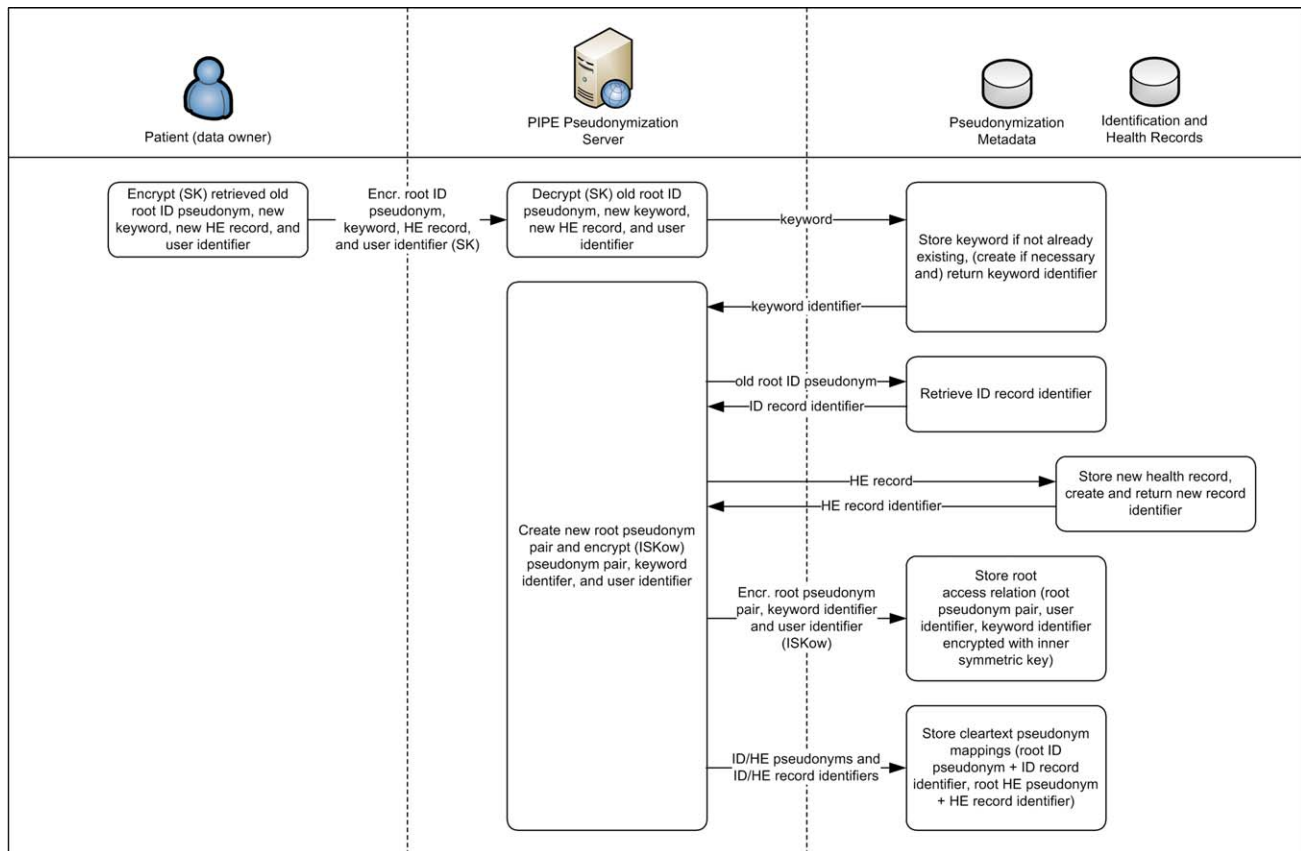 Patient (data owner)
PIPE Pseudonymization
Server
Pseudonymization
Metadata
Identification and
Health Records
Encrypt (SK) retrieved old
root ID pseudonym, new
keyword, new HE record, and
user identifier
Encr. root ID
pseudonym,
keyword, HE record,
and user identifier (SK)
Decrypt (SK) old root ID
pseudonym, new keyword,
new HE record, and user
identifier
keyword
Store keyword if not already
existing, (create if necessary
and) return keyword identifier
keyword identifier
old root ID pseudonym
ID record identifier
Retrieve ID record identifier
HE record
HE record identifier
Store new health record,
create and return new record
identifier
Create new root pseudonym
pair and encrypt (ISKow)
pseudonym pair, keyword
identifer, and user identifier
Encr. root pseudonym
pair, keyword identifier
and user identifier
(ISKow)
Store root
access relation (root
pseudonym pair, user
identifier, keyword identifier
encrypted with inner
symmetric key)
ID/HE pseudonyms and
ID/HE record identifiers
Store cleartext pseudonym
mappings (root ID
pseudonym + ID record
identifier, root HE pseudonym
+ HE record identifier)